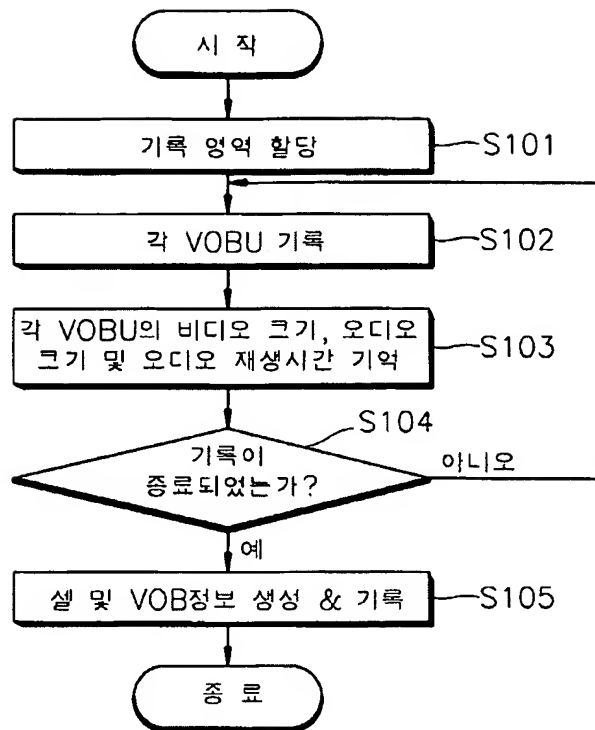 시 작
기록 영역 할당
S101
각 VOBU 기록
S102
각 VOBU의 비디오 크기, 오디오
크기 및 오디오 재생시간 기억
S103
S104
기록이
종료되었는가?
아니오
예
셀 및 VOB정보 생성 & 기록
S105
종 료